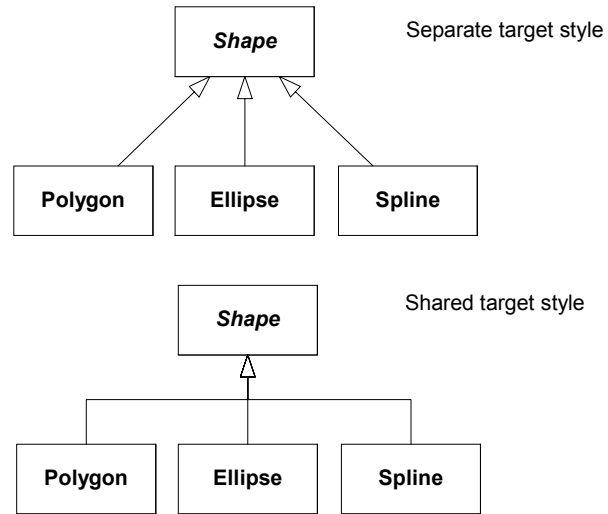 Shape
Separate target style
Polygon
Ellipse
Spline
Shape
Shared target style
Polygon
Ellipse
Spline